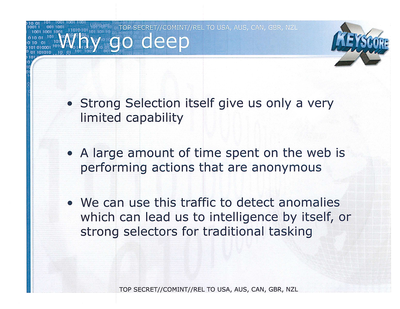 TOP SECRET//COMINT//REL TO USA, AUS, CAN, GBR, NZL
Why go deep
X
KEYSCORE
• Strong Selection itself give us only a very
limited capability
• A large amount of time spent on the web is
performing actions that are anonymous
• We can use this traffic to detect anomalies
which can lead us to intelligence by itself, or
strong selectors for traditional tasking
TOP SECRET//COMINT//REL TO USA, AUS, CAN, GBR, NZL